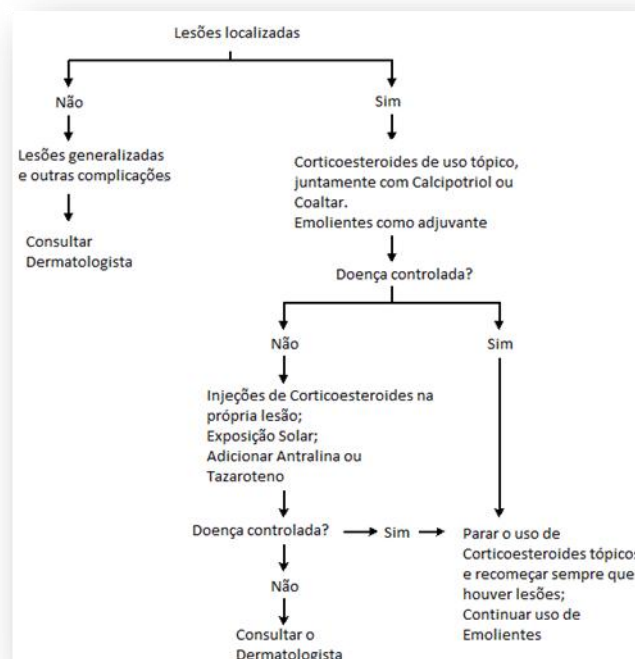 Lesões localizadas
Não
Sim
Lesões generalizadas
e outras complicações
Corticoesteroides de uso tópico,
juntamente com Calcipotriol ou
Coaltar.
Emolientes como adjuvante
Consultar
Dermatologista
Doença controlada?
Não
Sim
Injeções de Corticoesteroides na
própria lesão;
Exposição Solar;
Adicionar Antralina ou
Tazaroteno
Doença controlada?
Sim
Parar o uso de
Corticoesteroides tópicos
e recomeçar sempre que
houver lesões;
Continuar uso de
Emolientes
Não
Consultar o
Dermatologista